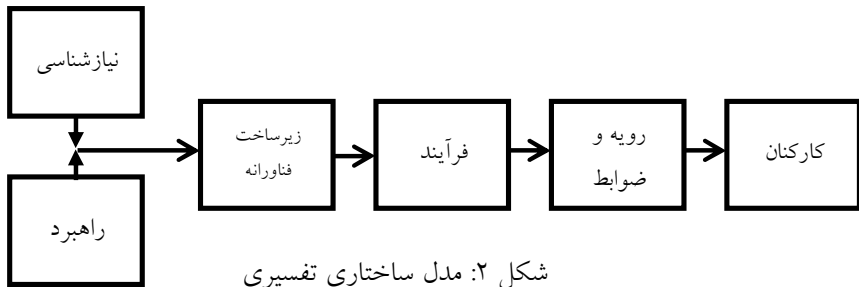 نیازشناسی
راهبرد
زیرساخت
فناورانه
فرآیند
رویه و
ضوابط
کارکنان
شکل ۲: مدل ساختاری تفسیری